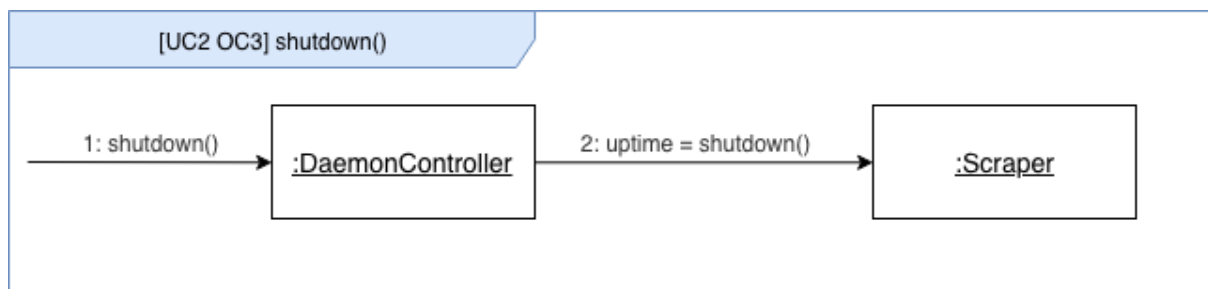 [UC2 OC3] shutdown()
1: shutdown()
:DaemonController
2: uptime = shutdown()
:Scraper